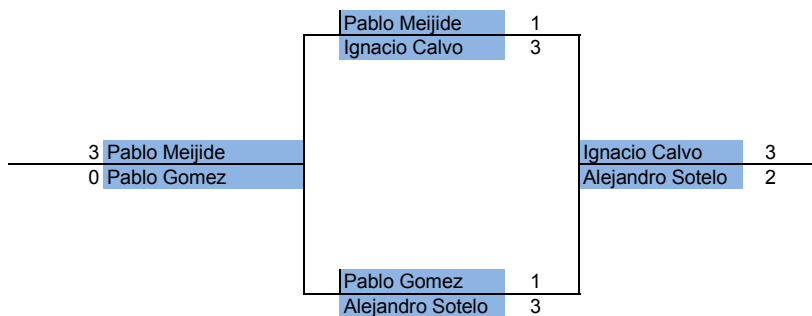 Pablo Meijide 1
Ignacio Calvo 3
3 Pablo Meijide
0 Pablo Gomez
Ignacio Calvo 3
Alejandro Sotelo 2
Pablo Gomez 1
Alejandro Sotelo 3